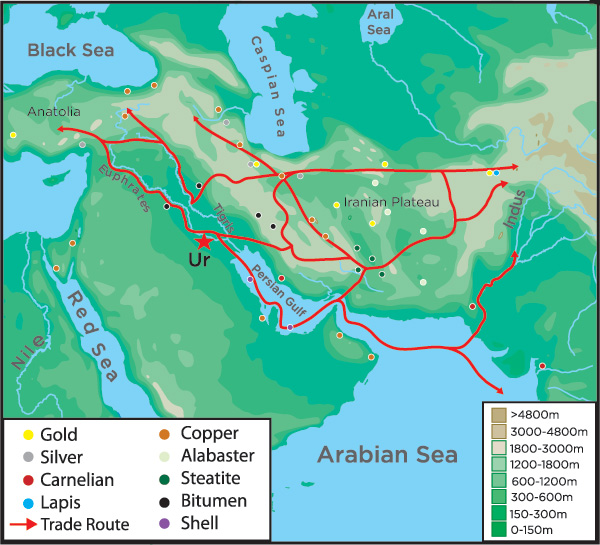 Black Sea
Aral
Sea
Caspian Sea
Anatolia
Euphrates
Tigris
Iranian Plateau
Indus
Ur
Persian Gulf
Nile
Red Sea
Arabian Sea
Gold
Silver
Carnelian
Lapis
Trade Route
Copper
Alabaster
Steatite
Bitumen
Shell
>4800m
3000-4800m
1800-3000m
1200-1800m
600-1200m
300-600m
150-300m
0-150m